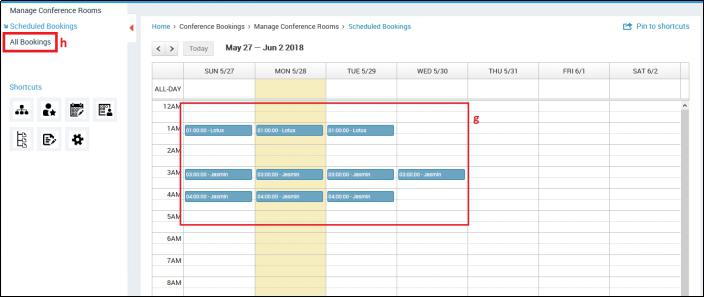 Manage Conference Rooms
Scheduled Bookings
All Bookings h
Shortcuts
Home > Conference Bookings > Manage Conference Rooms > Scheduled Bookings
Pin to shortcuts
< > Today May 27 — Jun 2 2018
SUN 5/27 MON 5/28 TUE 5/29 WED 5/30 THU 5/31 FRI 6/1 SAT 6/2
ALL-DAY
12AM
g
1AM 01:00:00 - Lotus 01:00:00 - Lotus 01:00:00 - Lotus
2AM
3AM 03:00:00 - Jasmin 03:00:00 - Jasmin 03:00:00 - Jasmin 03:00:00 - Jasmin
4AM 04:00:00 - Jasmin 04:00:00 - Jasmin 04:00:00 - Jasmin
5AM
6AM
7AM
8AM